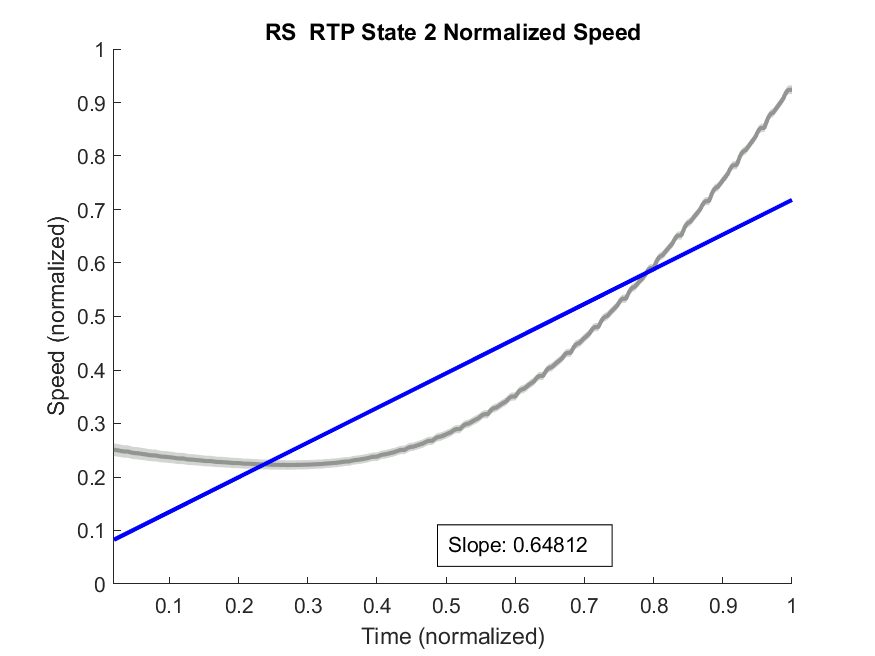 RS  RTP State 2 Normalized Speed
1
0.9
0.8
0.7
0.6
0.5
0.4
0.3
0.2
0.1
0
Speed (normalized)
Slope: 0.64812
0.1 0.2 0.3 0.4 0.5 0.6 0.7 0.8 0.9 1
Time (normalized)